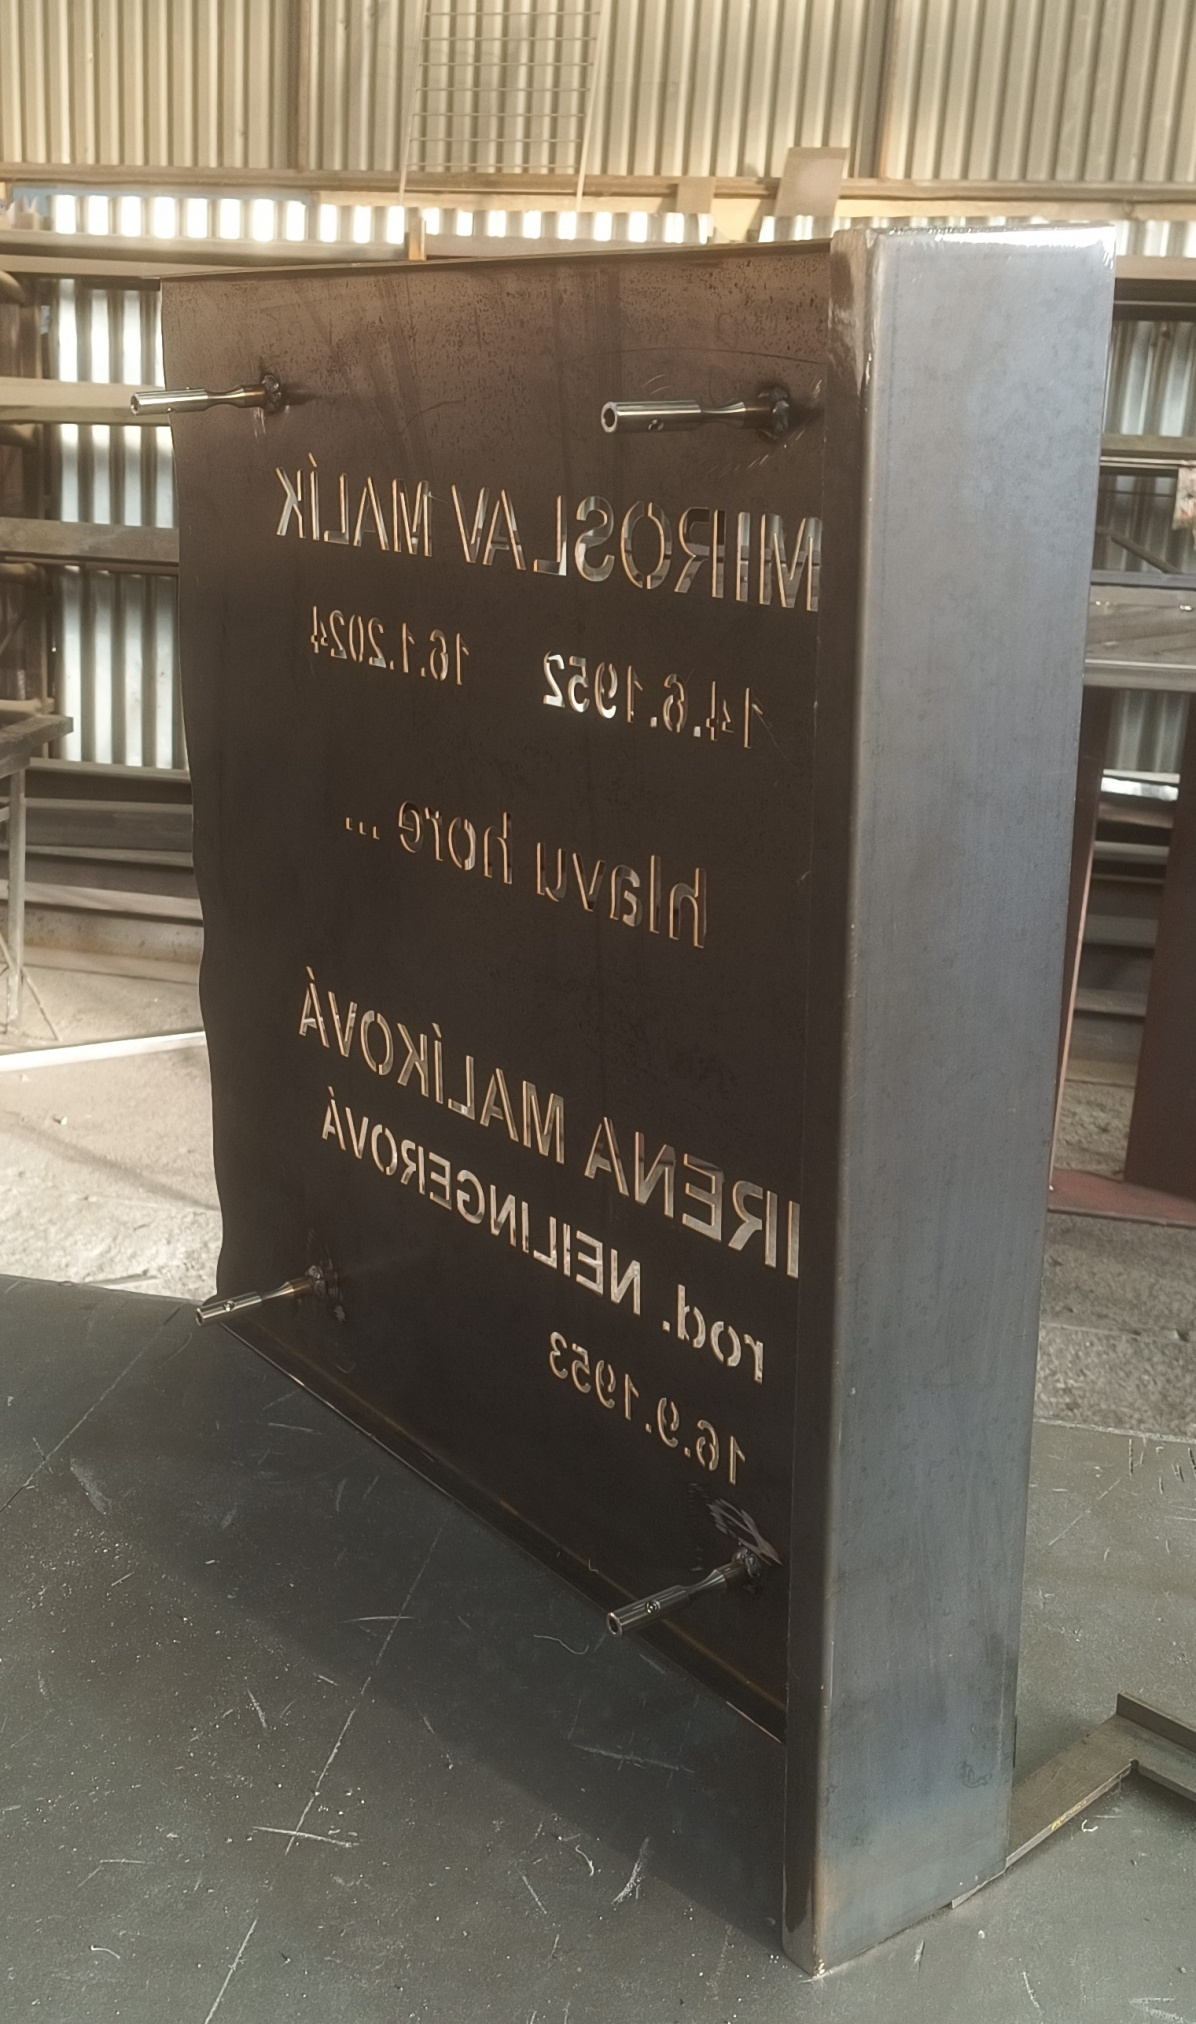 MIROSLAV MALÍK
14.6.1952 16.1.2024
hlavu hore ...
IRENA MALÍKOVÁ
rod. NEILINGEROVÁ
16.9.1953